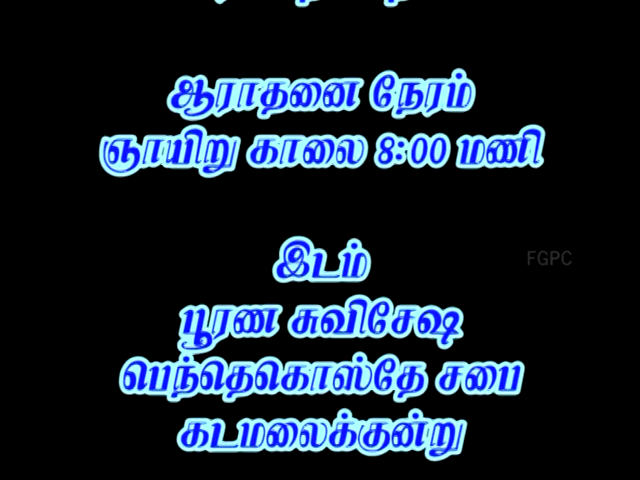 ஆராதனை நேரம்
ஞாயிறு காலை 8:00 மணி
இடம்
FGPC
பூரண சுவிசேஷ
பெந்தெகொஸ்தே சபை
கடமலைக்குன்று